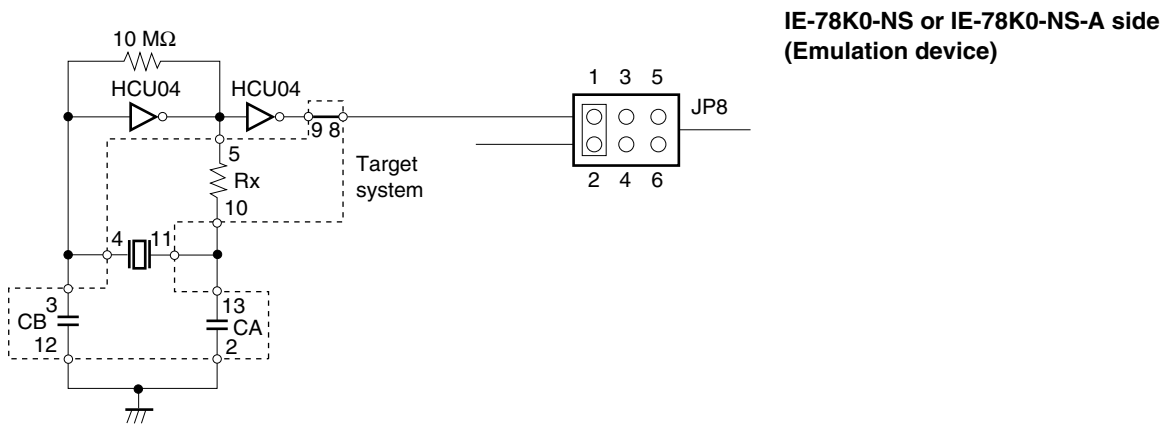 IE-78K0-NS or IE-78K0-NS-A side
(Emulation device)
10 MΩ
HCU04
HCU04
1 3 5
JP8
9 8
5
Target
system
Rx
2 4 6
10
4
11
3
13
CB
CA
12
2